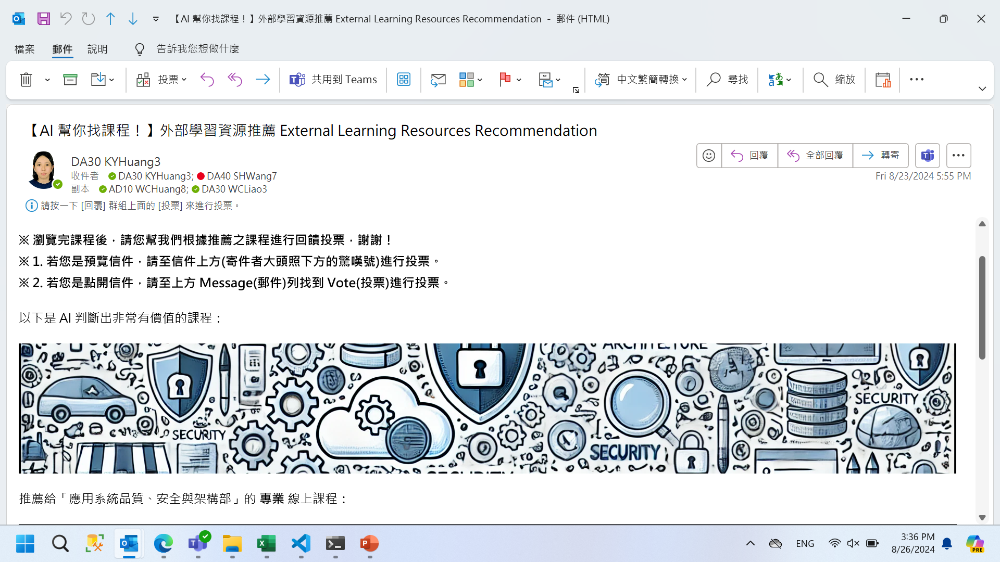 【AI 幫你找課程！】外部學習資源推薦 External Learning Resources Recommendation - 郵件 (HTML)
檔案 郵件 說明 告訴我您想做什麼
投票 共用到 Teams 中文繁簡轉換 尋找 縮放
【AI 幫你找課程！】外部學習資源推薦 External Learning Resources Recommendation
DA30 KYHuang3
回覆 全部回覆 轉寄
收件者 DA30 KYHuang3; DA40 SHWang7
Fri 8/23/2024 5:55 PM
副本 AD10 WCHuang8; DA30 WCLiao3
請按一下 [回覆] 群組上面的 [投票] 來進行投票。
※ 瀏覽完課程後，請您幫我們根據推薦之課程進行回饋投票，謝謝！
※ 1. 若您是預覽信件，請至信件上方(寄件者大頭照下方的驚嘆號)進行投票。
※ 2. 若您是點開信件，請至上方 Message(郵件)列找到 Vote(投票)進行投票。
以下是 AI 判斷出非常有價值的課程：
SECURITY
SECURITY
SECURITY
推薦給「應用系統品質、安全與架構部」的 專業 線上課程：
ENG
3:36 PM
8/26/2024
PRE